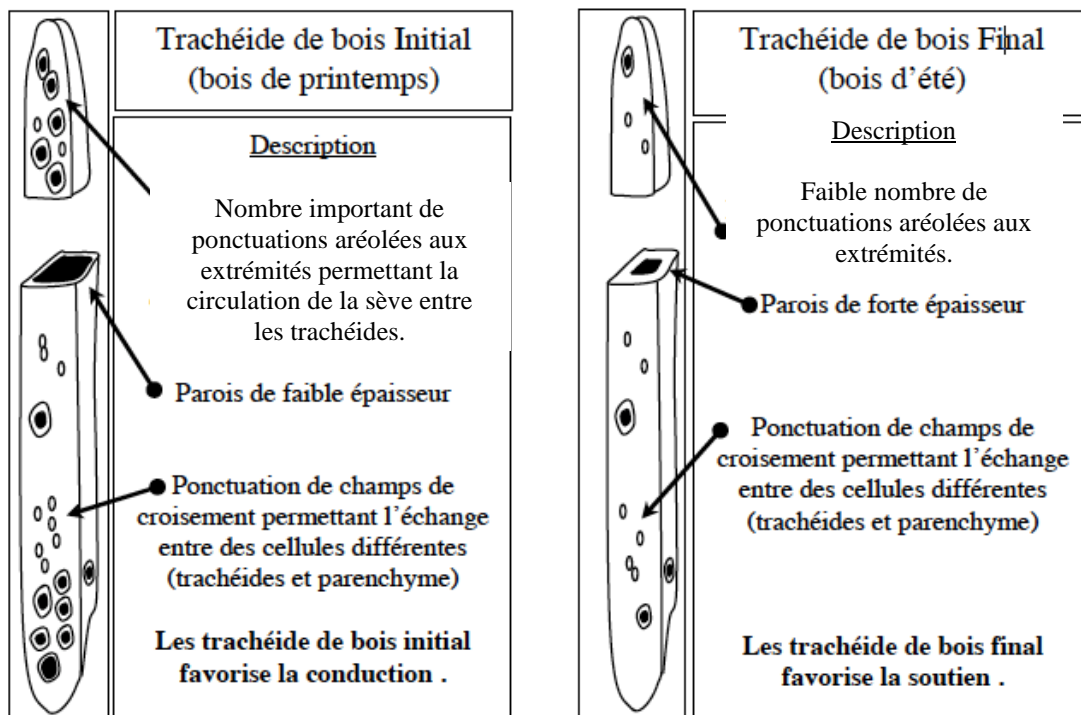 Trachéide de bois Initial
(bois de printemps)
Description
Nombre important de
ponctuations aréolées aux
extrémités permettant la
circulation de la sève entre
les trachéides.
Parois de faible épaisseur
Ponctuation de champs de
croisement permettant l'échange
entre des cellules différentes
(trachéides et parenchyme)
Les trachéide de bois initial
favorise la conduction .
Trachéide de bois Final
(bois d'été)
Description
Faible nombre de
ponctuations aréolées aux
extrémités.
Parois de forte épaisseur
Ponctuation de champs de
croisement permettant l'échange
entre des cellules différentes
(trachéides et parenchyme)
Les trachéide de bois final
favorise la soutien .